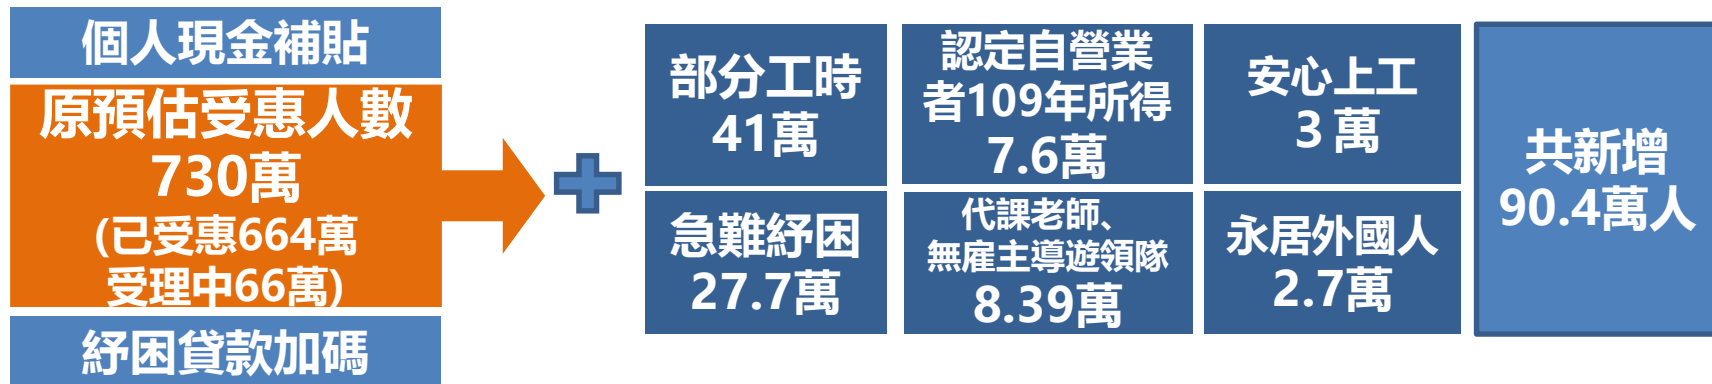 個人現金補貼
原預估受惠人數
730萬
(已受惠664萬
受理中66萬)
紓困貸款加碼
部分工時
41萬
認定自營業
者109年所得
7.6萬
安心上工
3 萬
急難紓困
27.7萬
代課老師、
無雇主導遊領隊
8.39萬
永居外國人
2.7萬
共新增
90.4萬人